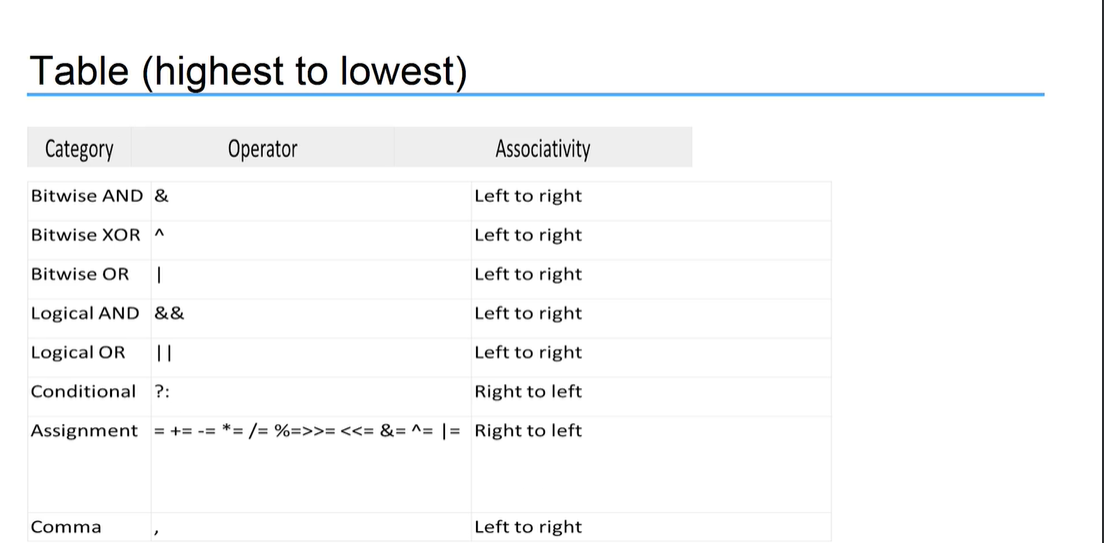 Table (highest to lowest)
Category Operator Associativity
Bitwise AND & Left to right
Bitwise XOR ^ Left to right
Bitwise OR | Left to right
Logical AND && Left to right
Logical OR || Left to right
Conditional ?: Right to left
Assignment = += -= *= /= %=>>= <<= &= ^= |= Right to left
Comma , Left to right